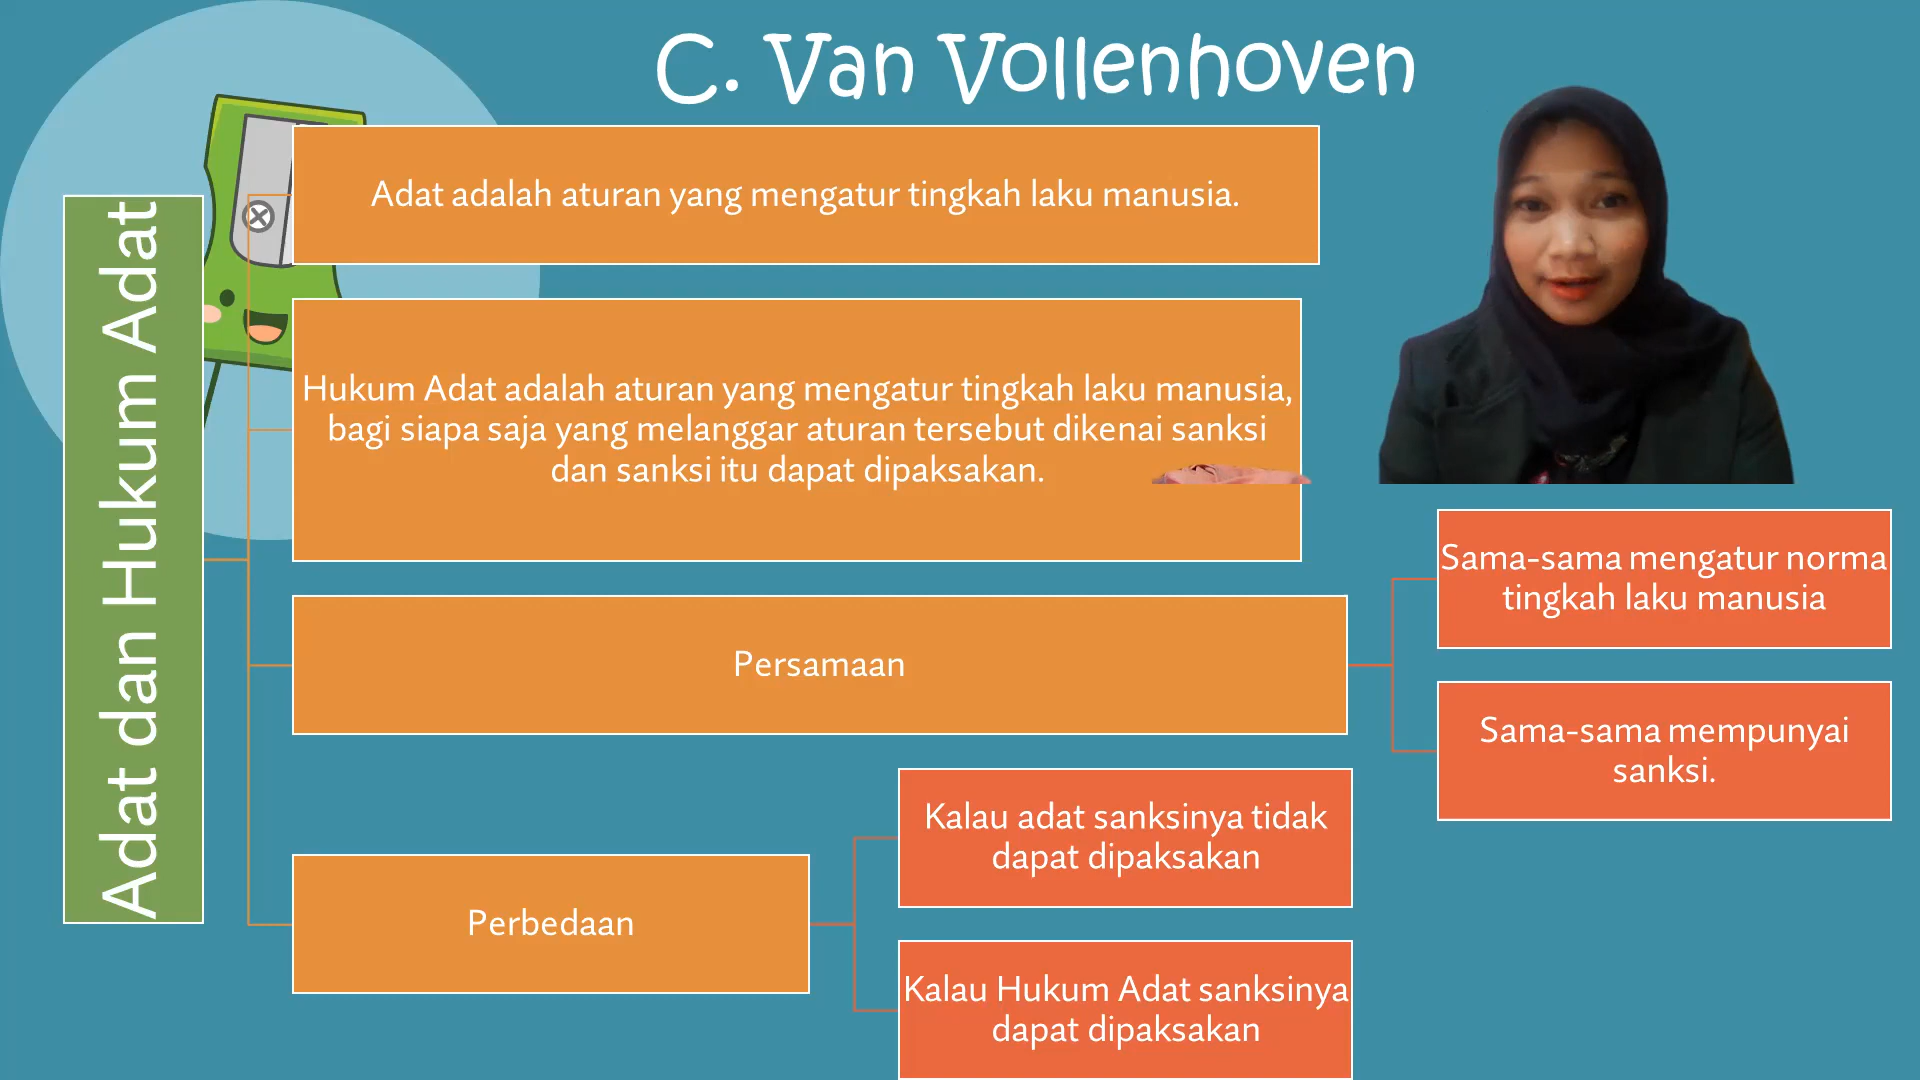 C. Van Vollenhoven
Adat dan Hukum Adat
Adat adalah aturan yang mengatur tingkah laku manusia.
Hukum Adat adalah aturan yang mengatur tingkah laku manusia,
bagi siapa saja yang melanggar aturan tersebut dikenai sanksi
dan sanksi itu dapat dipaksakan.
Persamaan
Sama-sama mengatur norma
tingkah laku manusia
Sama-sama mempunyai
sanksi.
Perbedaan
Kalau adat sanksinya tidak
dapat dipaksakan
Kalau Hukum Adat sanksinya
dapat dipaksakan